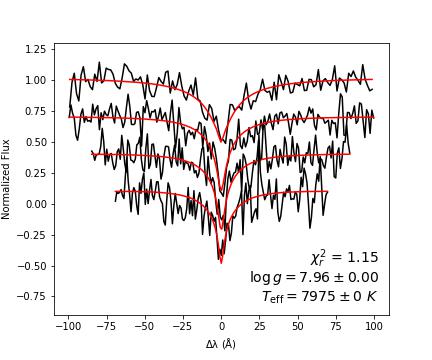 1.25
1.00
0.75
0.50
0.25
0.00
−0.25
−0.50
−0.75
Normalized Flux
χ²ᵣ = 1.15
log g = 7.96 ± 0.00
T_eff = 7975 ± 0 K
−100 −75 −50 −25 0 25 50 75 100
Δλ (Å)